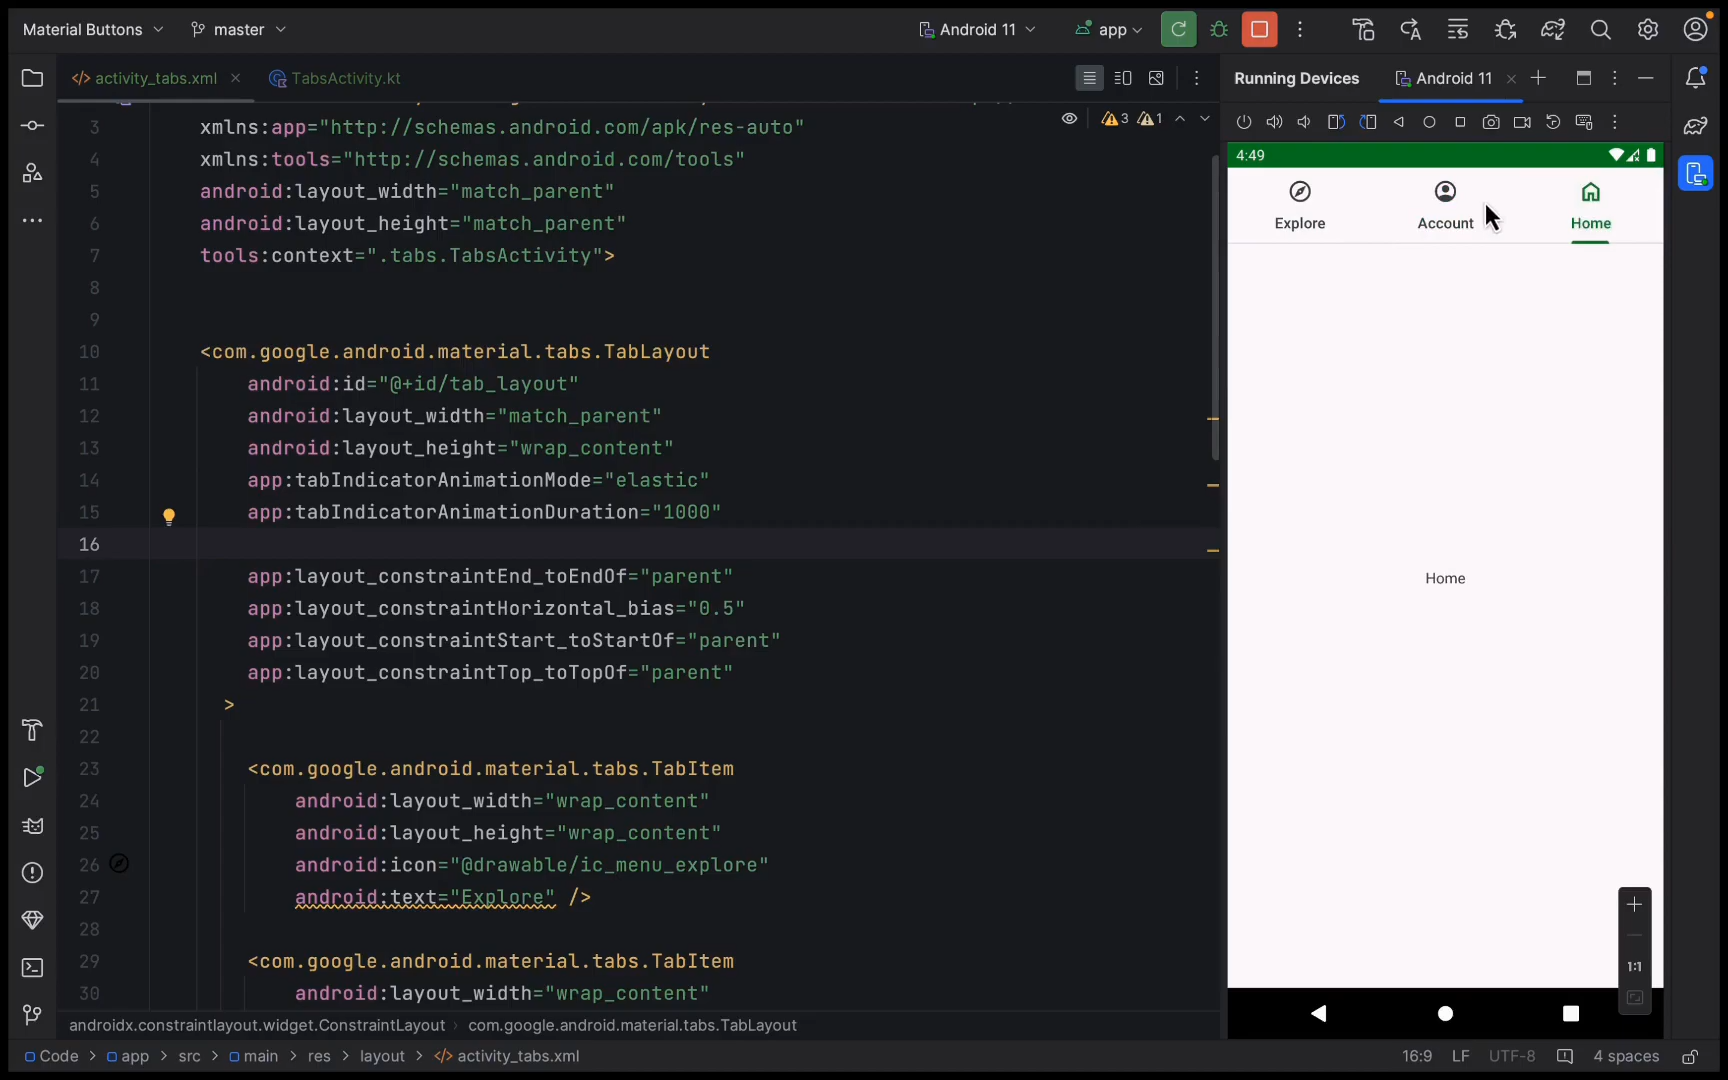 Material Buttons
master
Android 11
app
activity_tabs.xml
TabsActivity.kt
Running Devices
Android 11
3
1
3 xmlns:app="http://schemas.android.com/apk/res-auto"
4 xmlns:tools="http://schemas.android.com/tools"
5 android:layout_width="match_parent"
6 android:layout_height="match_parent"
7 tools:context=".tabs.TabsActivity">
8
9
10 <com.google.android.material.tabs.TabLayout
11 android:id="@+id/tab_layout"
12 android:layout_width="match_parent"
13 android:layout_height="wrap_content"
14 app:tabIndicatorAnimationMode="elastic"
15 app:tabIndicatorAnimationDuration="1000"
16
17 app:layout_constraintEnd_toEndOf="parent"
18 app:layout_constraintHorizontal_bias="0.5"
19 app:layout_constraintStart_toStartOf="parent"
20 app:layout_constraintTop_toTopOf="parent"
21 >
22
23 <com.google.android.material.tabs.TabItem
24 android:layout_width="wrap_content"
25 android:layout_height="wrap_content"
26 android:icon="@drawable/ic_menu_explore"
27 android:text="Explore" />
28
29 <com.google.android.material.tabs.TabItem
30 android:layout_width="wrap_content"
4:49
Explore
Account
Home
Home
1:1
androidx.constraintlayout.widget.ConstraintLayout › com.google.android.material.tabs.TabLayout
Code > app > src > main > res > layout > activity_tabs.xml
16:9 LF UTF-8 4 spaces